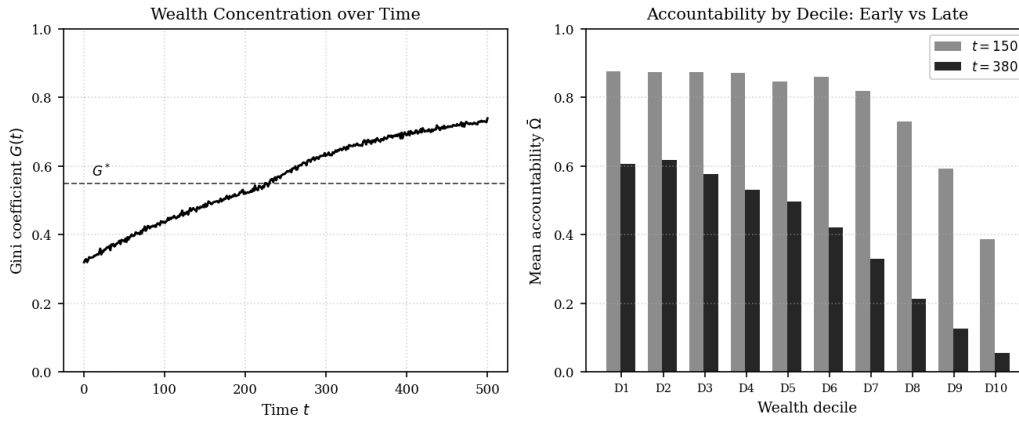 Wealth Concentration over Time
Gini coefficient G(t)
1.0
0.8
0.6
0.4
0.2
0.0
G*
0 100 200 300 400 500
Time t
Accountability by Decile: Early vs Late
Mean accountability Ω̄
1.0
0.8
0.6
0.4
0.2
0.0
t = 150
t = 380
D1 D2 D3 D4 D5 D6 D7 D8 D9 D10
Wealth decile